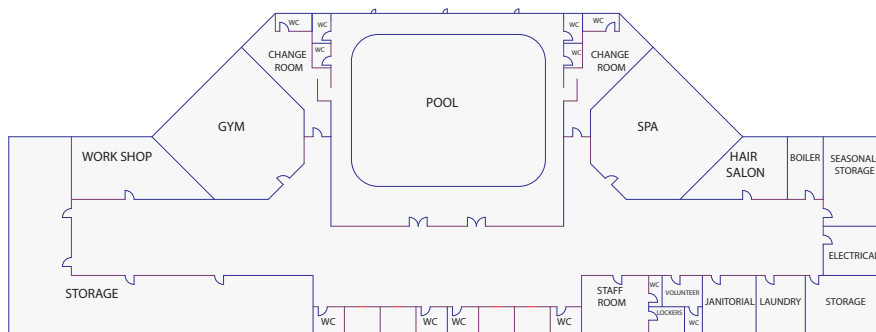 WC
WC
WC
WC
WC
WC
CHANGE
ROOM
CHANGE
ROOM
POOL
GYM
SPA
WORK SHOP
HAIR
SALON
BOILER
SEASONAL
STORAGE
ELECTRICAL
STORAGE
STAFF
ROOM
WC
VOLUNTEER
LOCKERS
WC
JANITORIAL
LAUNDRY
STORAGE
WC
WC
WC
WC